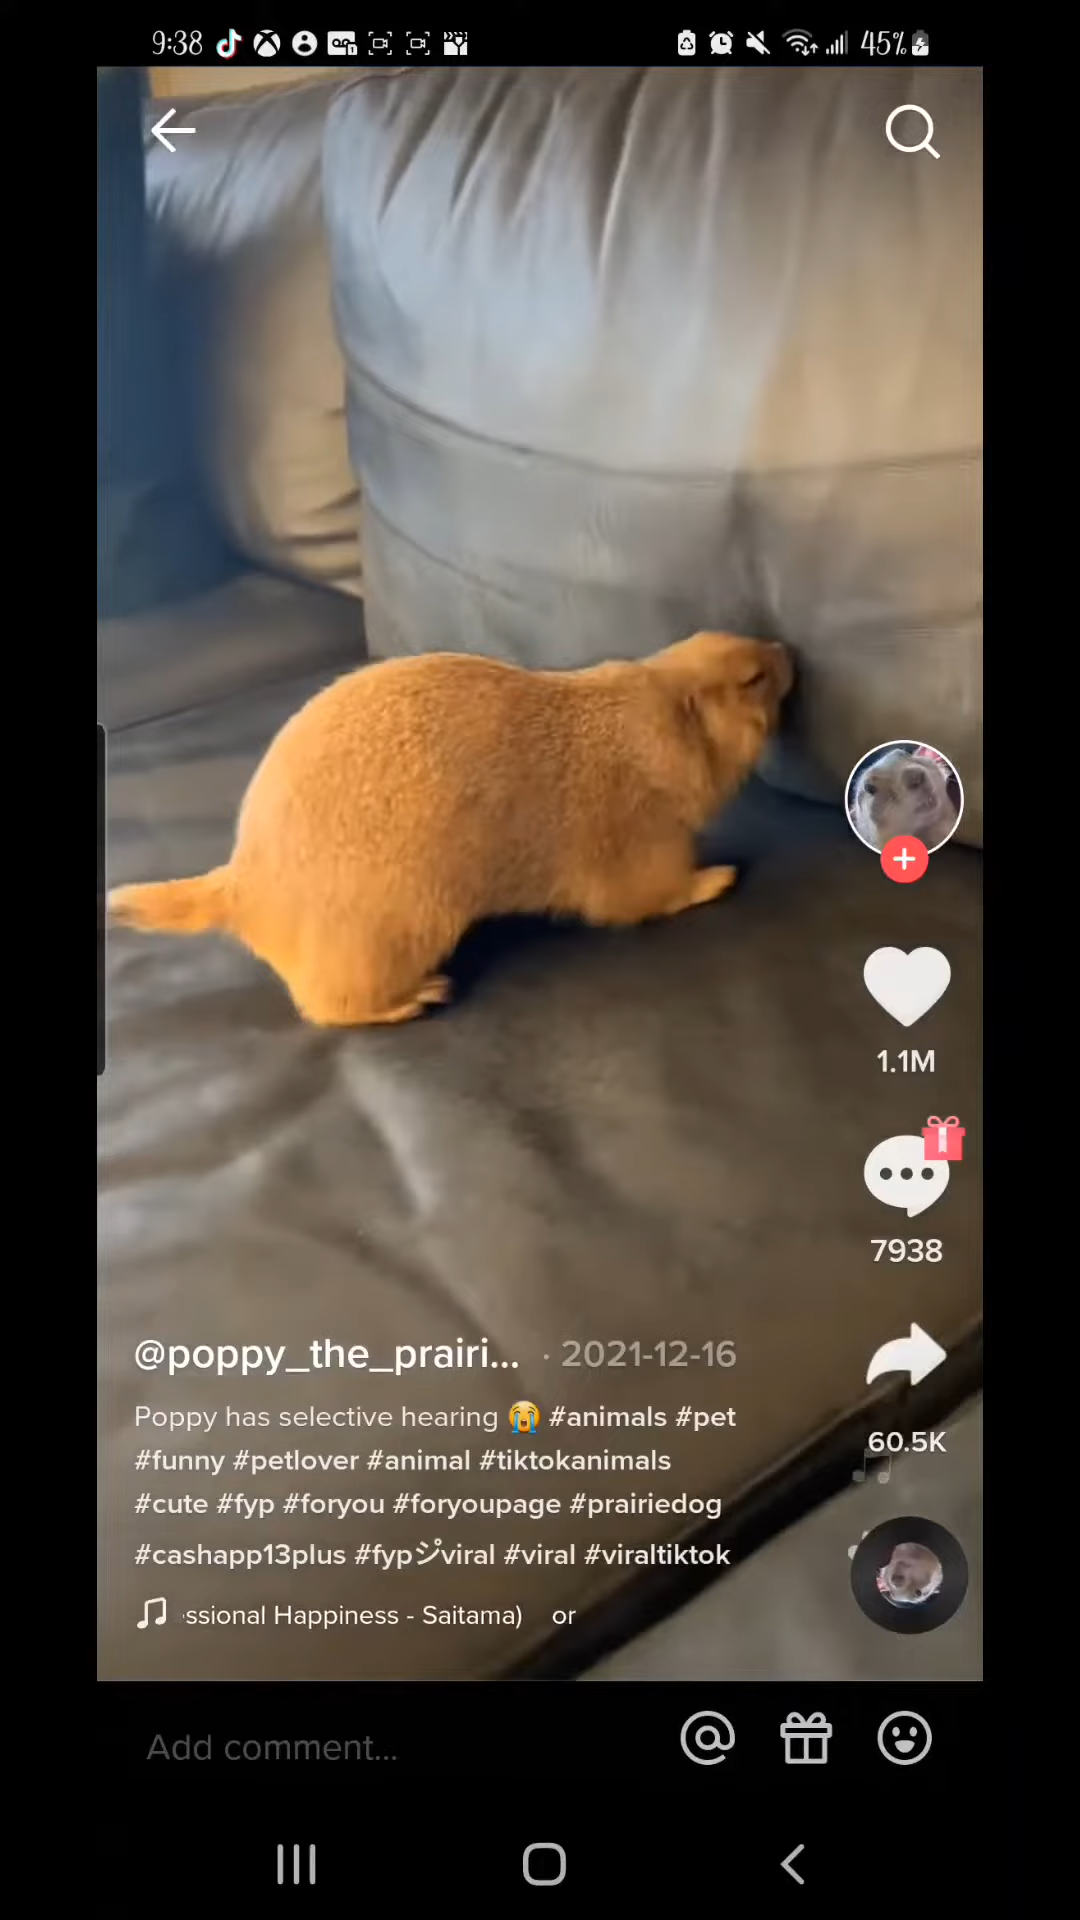 9:38 45%
1.1M
7938
@poppy_the_prairi... · 2021-12-16
Poppy has selective hearing 😭 #animals #pet
#funny #petlover #animal #tiktokanimals
60.5K
#cute #fyp #foryou #foryoupage #prairiedog
#cashapp13plus #fypジviral #viral #viraltiktok
ssional Happiness - Saitama) or
Add comment...